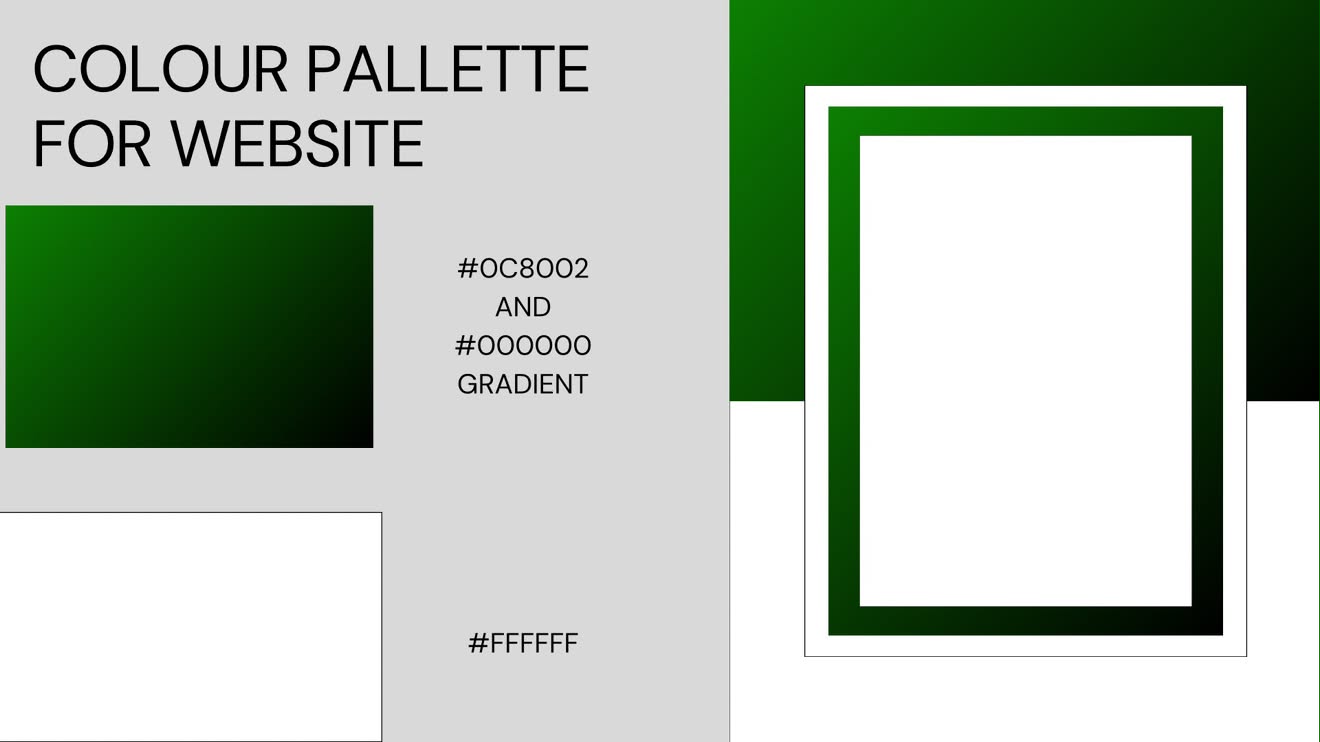 COLOUR PALLETTE
FOR WEBSITE
#0C8002
AND
#000000
GRADIENT
#FFFFFF